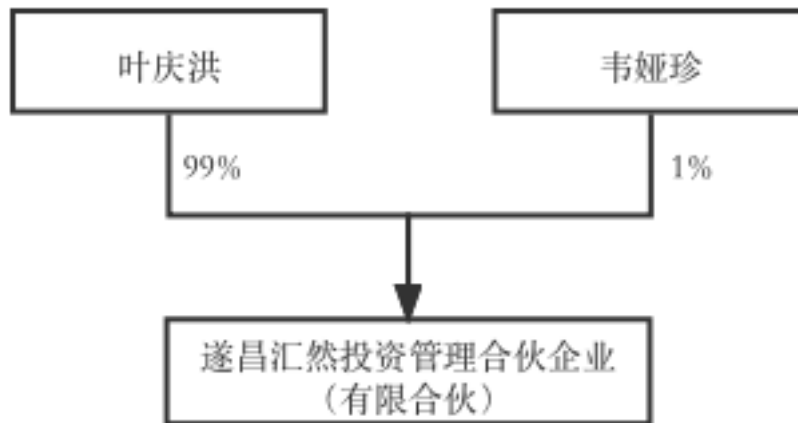 叶庆洪
韦娅珍
99%
1%
遂昌汇然投资管理合伙企业
（有限合伙）